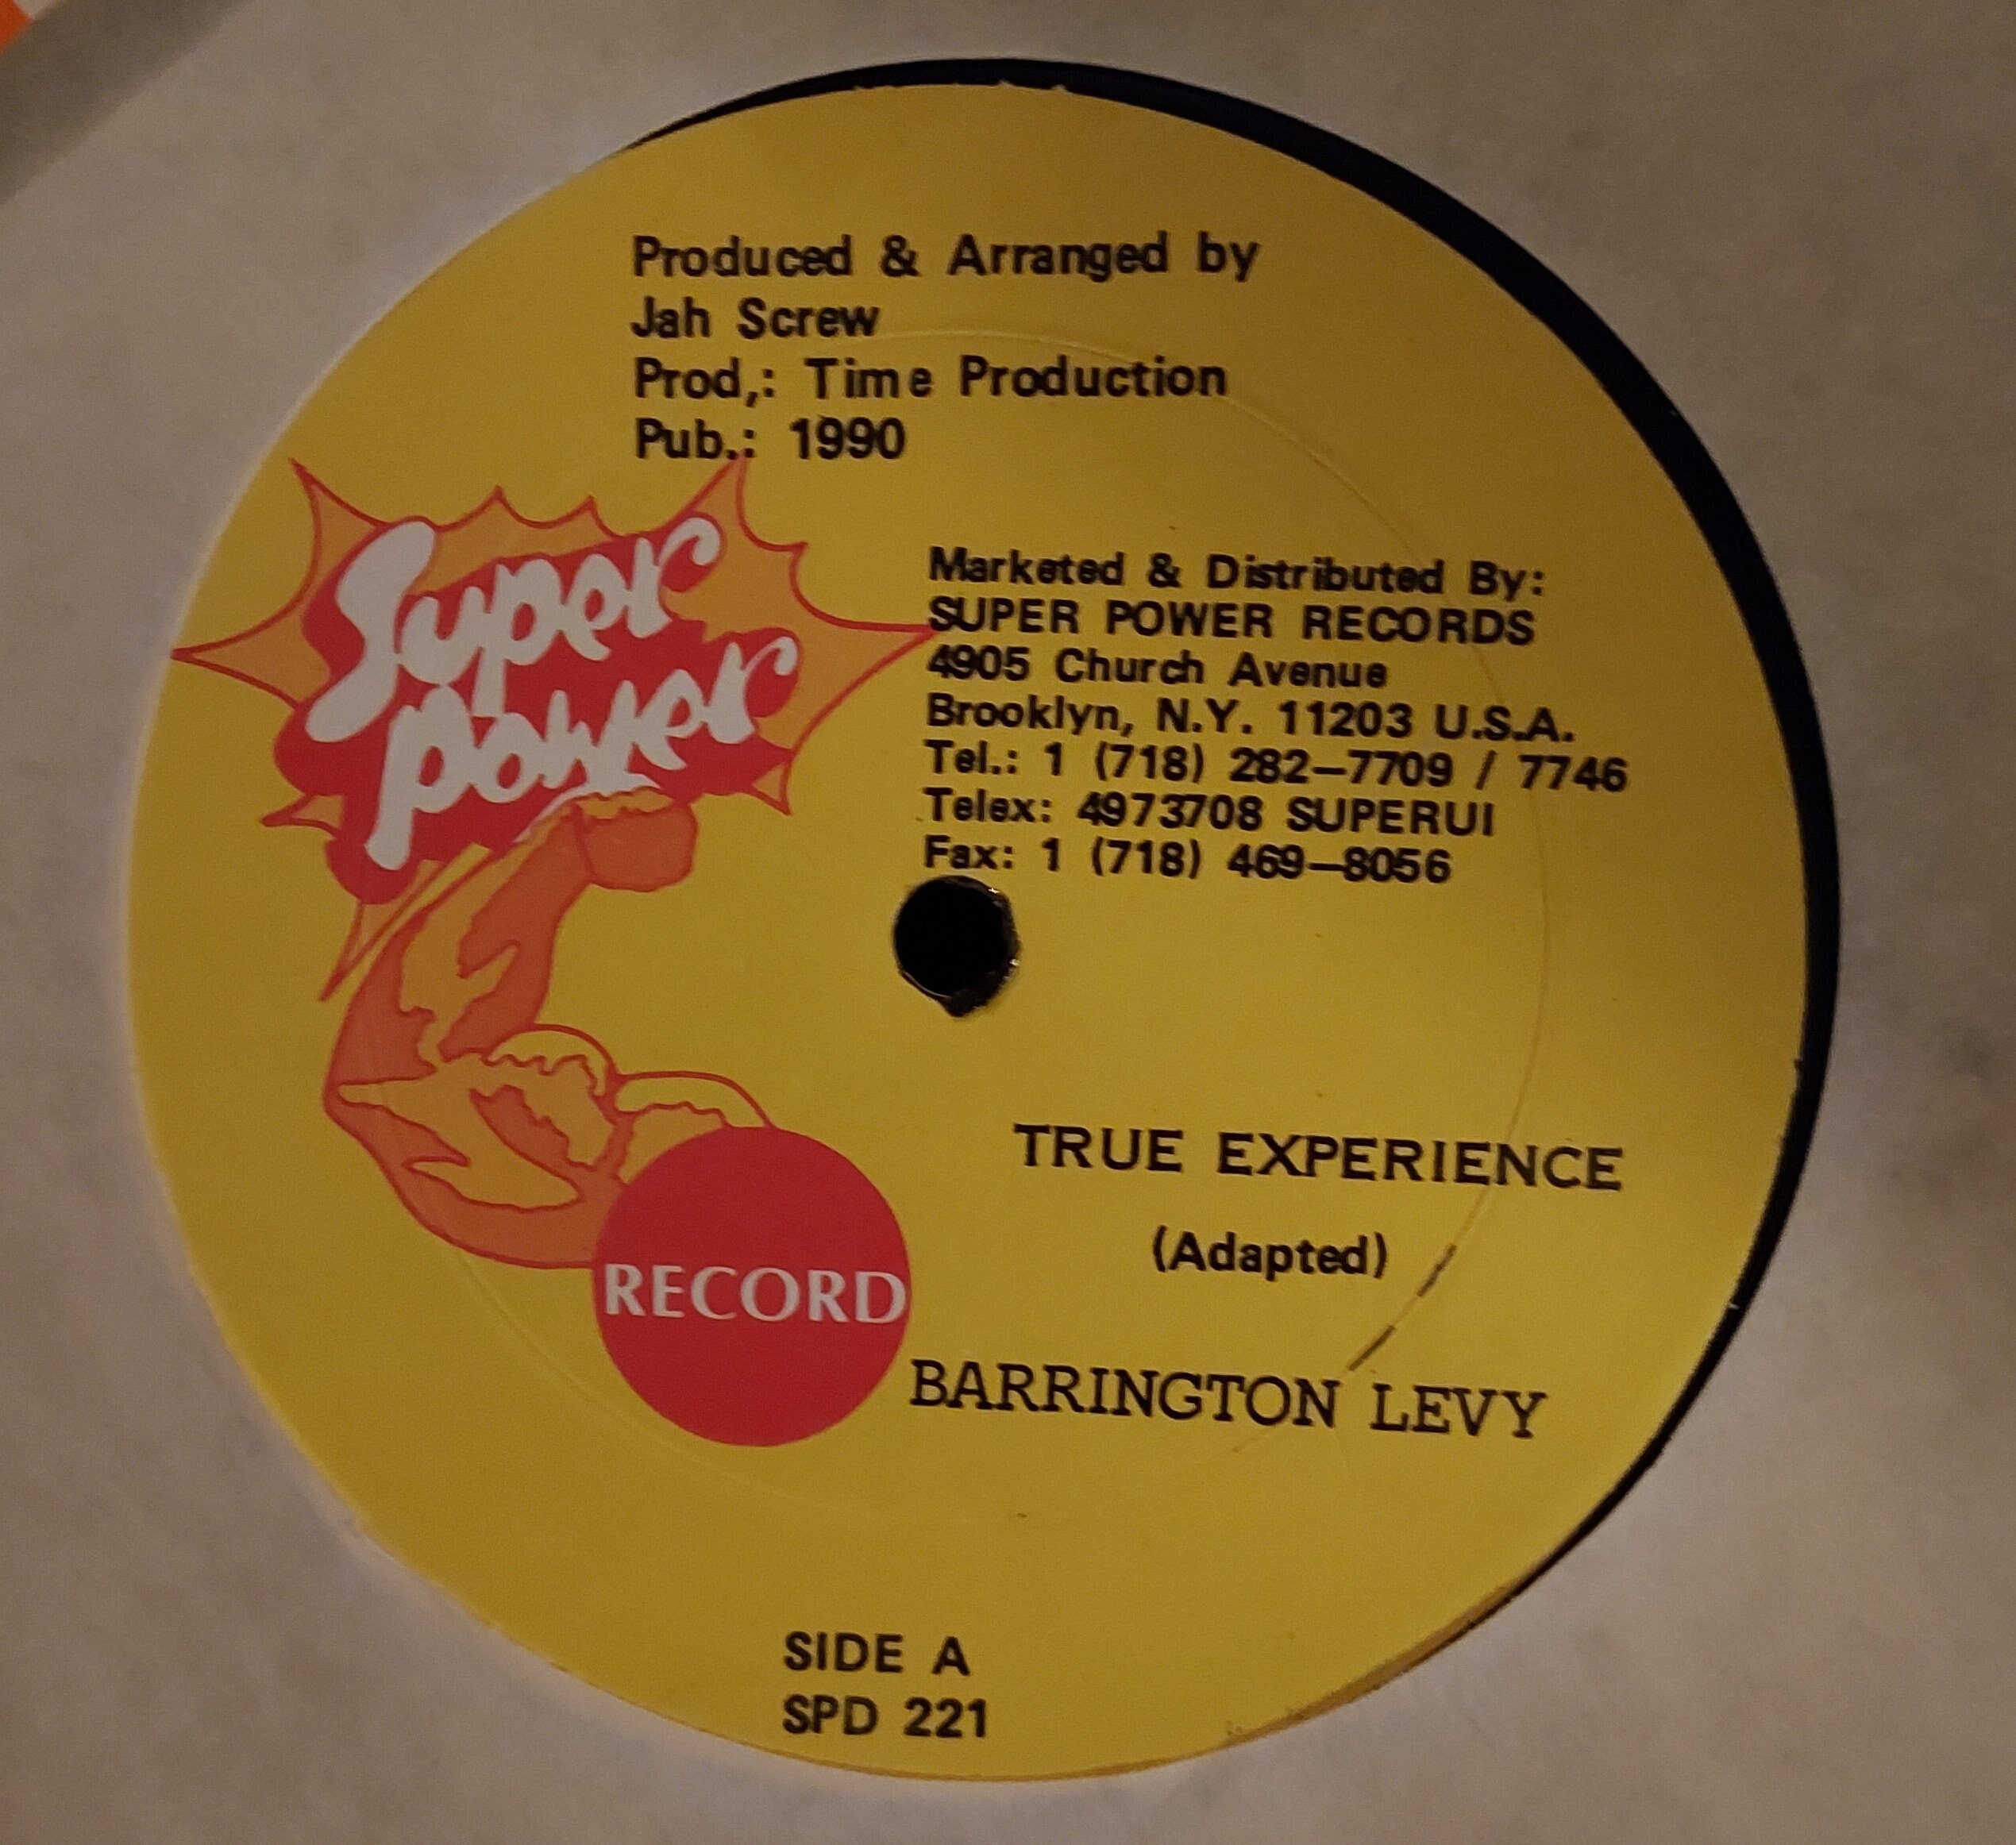 Produced & Arranged by
Jah Screw
Prod,: Time Production
Pub.: 1990
Super
power
RECORD
Marketed & Distributed By:
SUPER POWER RECORDS
4905 Church Avenue
Brooklyn, N.Y. 11203 U.S.A.
Tel.: 1 (718) 282–7709 / 7746
Telex: 4973708 SUPERUI
Fax: 1 (718) 469–8056
TRUE EXPERIENCE
(Adapted)
BARRINGTON LEVY
SIDE A
SPD 221